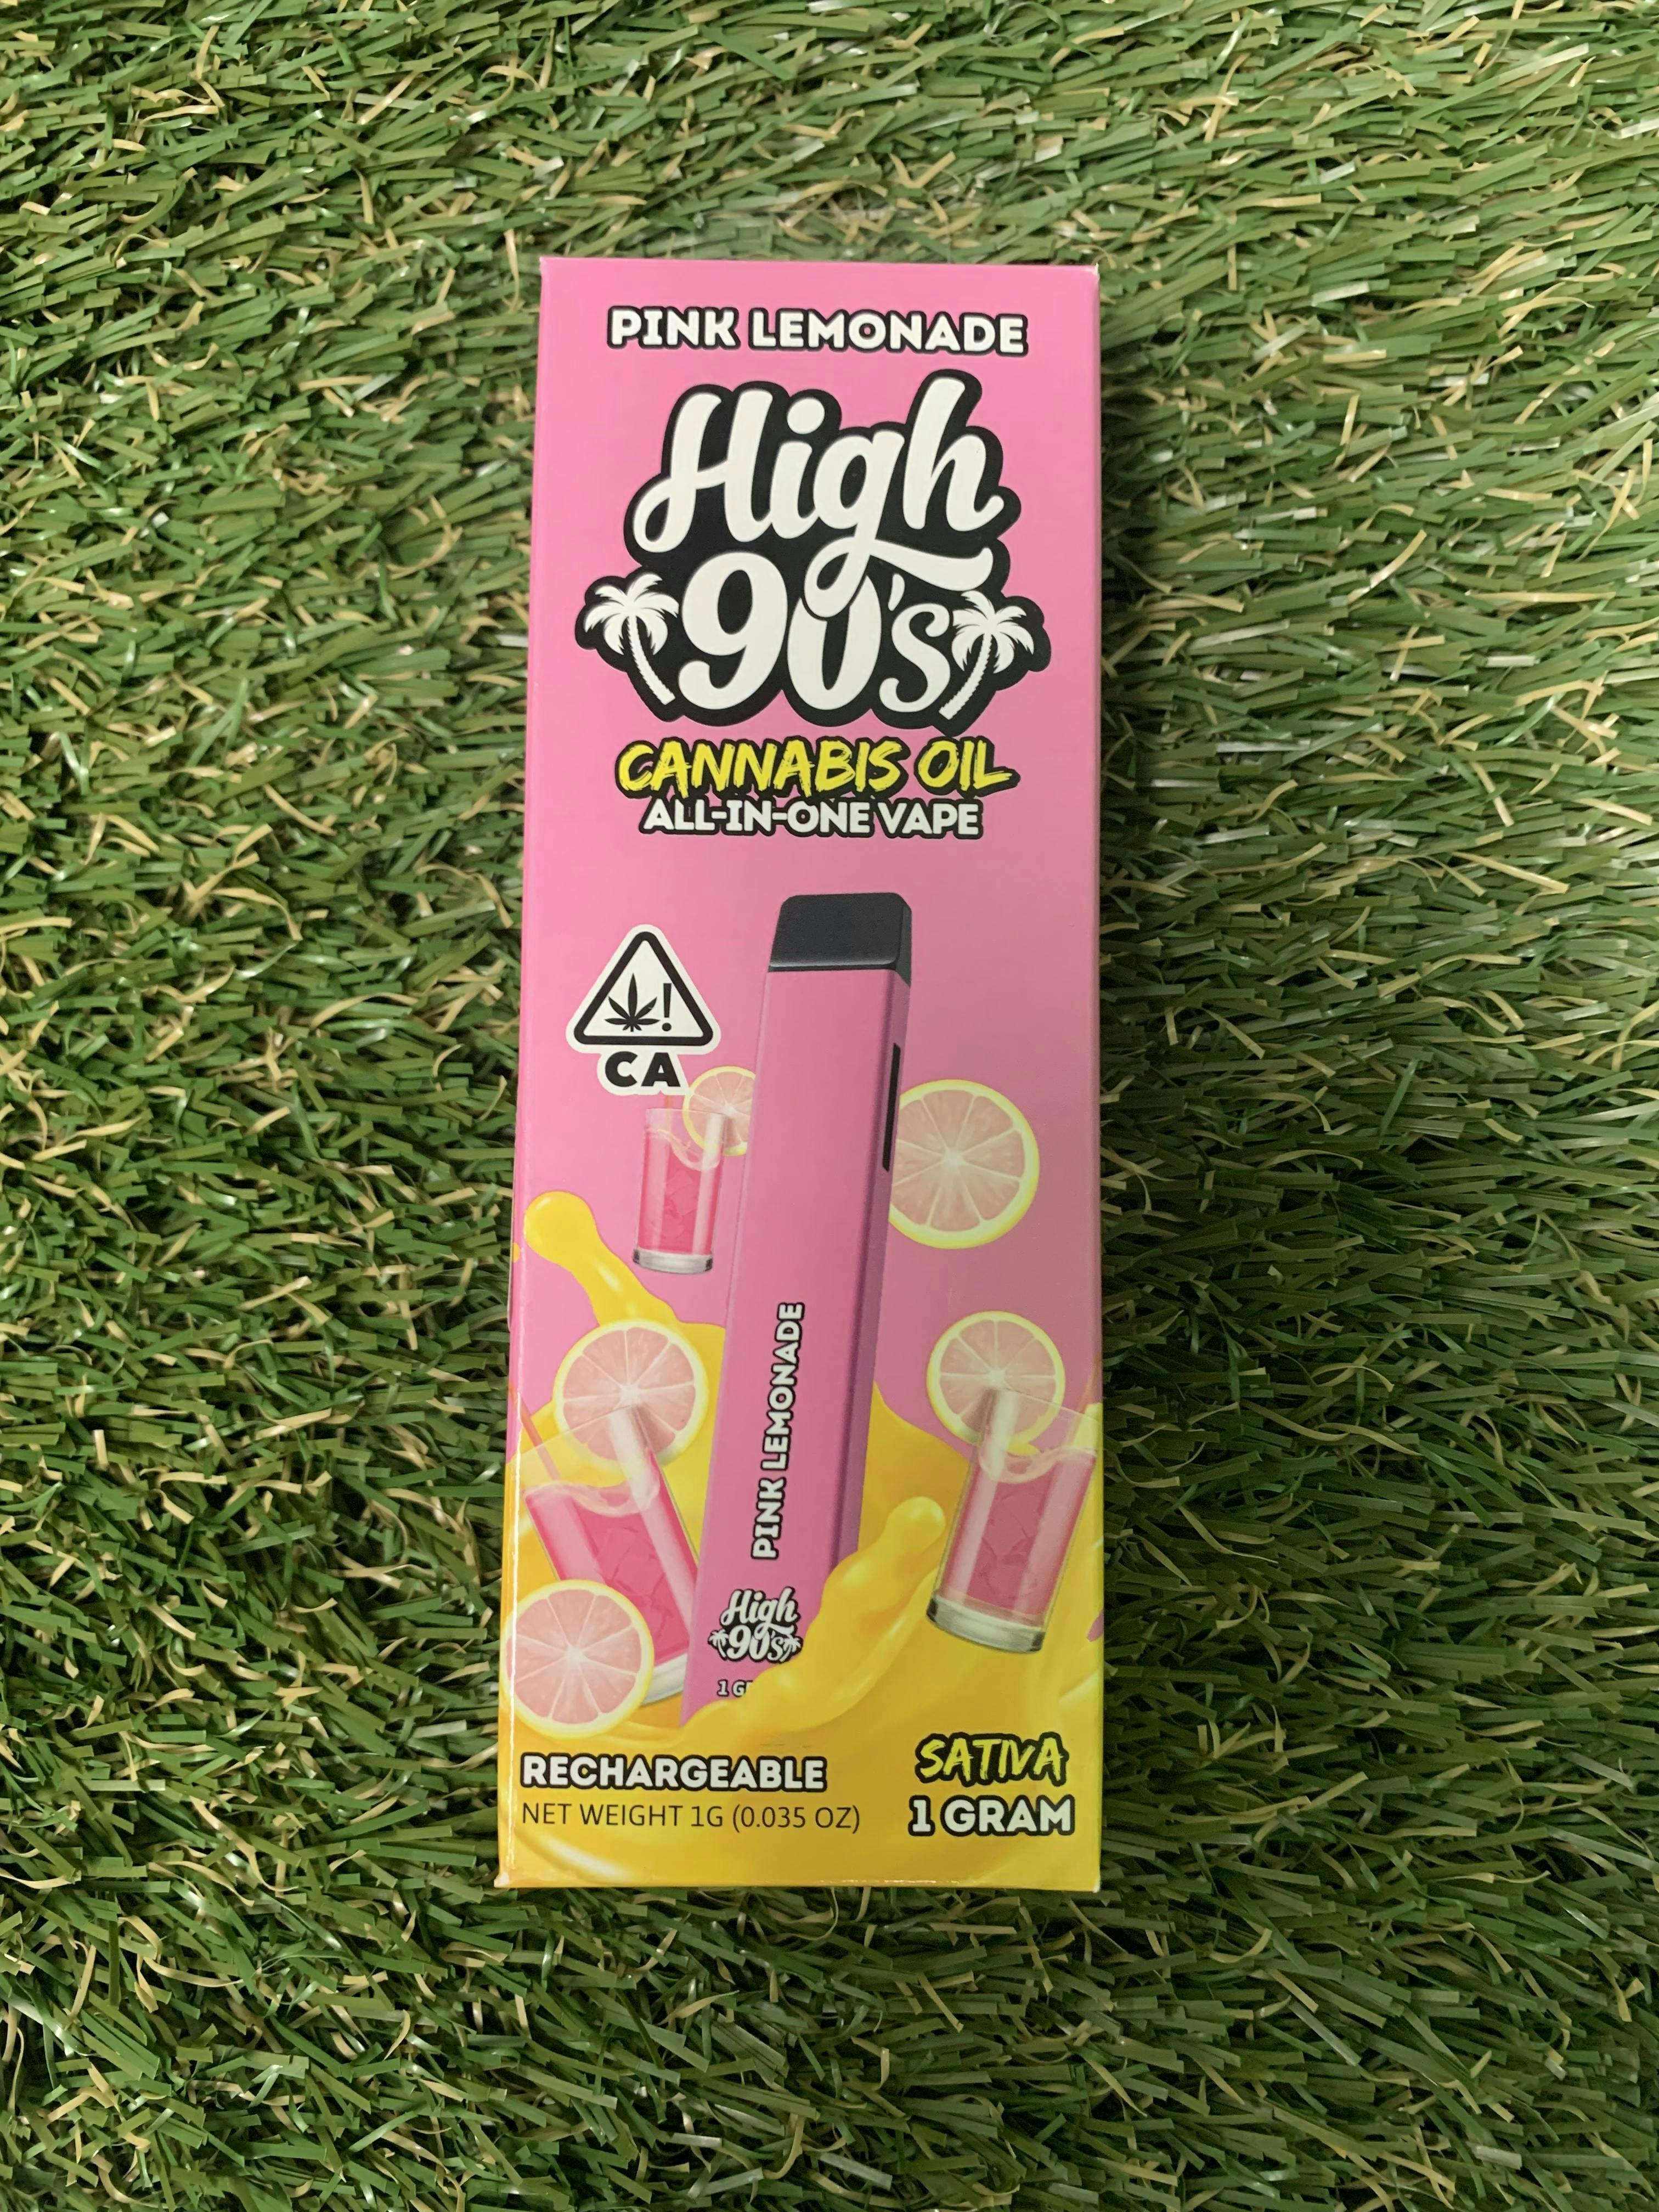 PINK LEMONADE
High
90's
CANNABIS OIL
ALL-IN-ONE VAPE
CA
PINK LEMONADE
High
90's
RECHARGEABLE
NET WEIGHT 1G (0.035 OZ)
SATIVA
1 GRAM